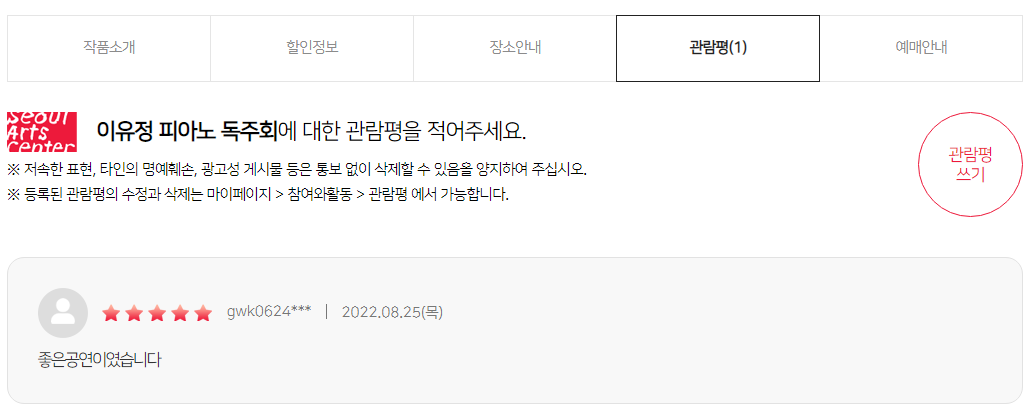 작품소개
할인정보
장소안내
관람평(1)
예매안내
Seoul
Arts
Center
이유정 피아노 독주회에 대한 관람평을 적어주세요.
※ 저속한 표현, 타인의 명예훼손, 광고성 게시물 등은 통보 없이 삭제할 수 있음을 양지하여 주십시오.
※ 등록된 관람평의 수정과 삭제는 마이페이지 > 참여와활동 > 관람평 에서 가능합니다.
관람평
쓰기
gwk0624*** | 2022.08.25(목)
좋은공연이였습니다